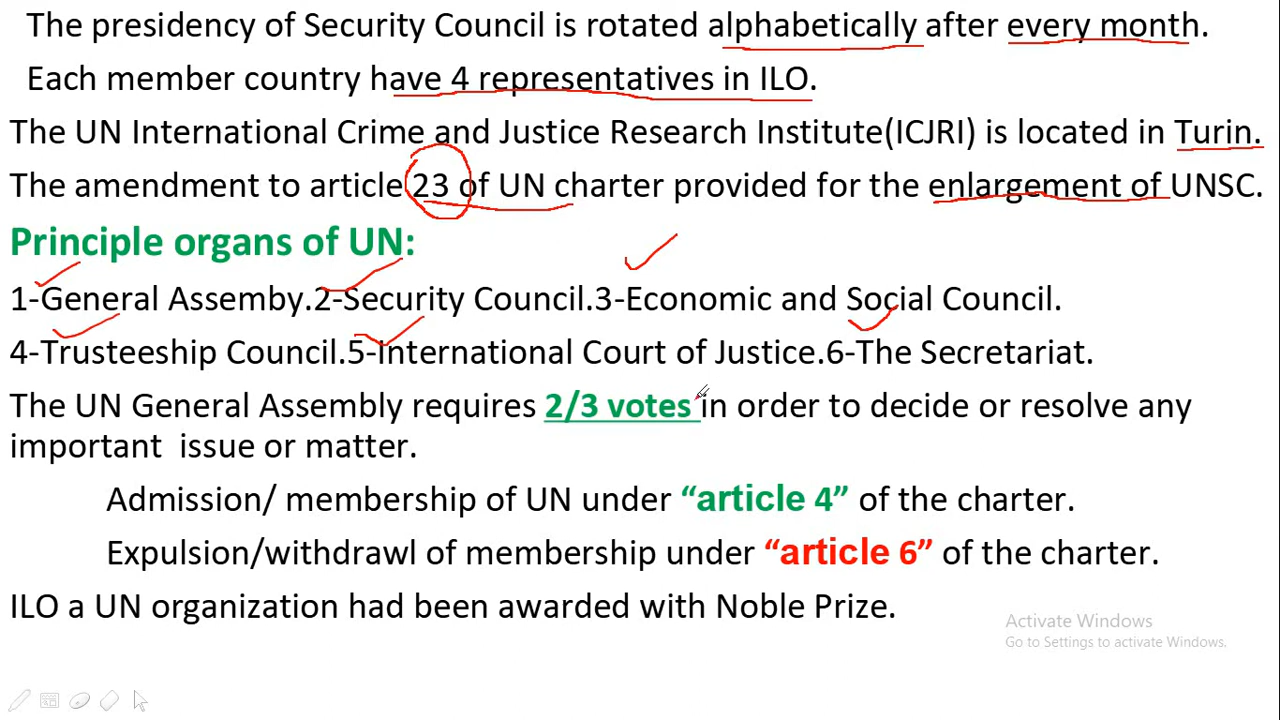 The presidency of Security Council is rotated alphabetically after every month.
Each member country have 4 representatives in ILO.
The UN International Crime and Justice Research Institute(ICJRI) is located in Turin.
The amendment to article 23 of UN charter provided for the enlargement of UNSC.
Principle organs of UN:
1-General Assemby.2-Security Council.3-Economic and Social Council.
4-Trusteeship Council.5-International Court of Justice.6-The Secretariat.
The UN General Assembly requires 2/3 votes in order to decide or resolve any
important issue or matter.
Admission/ membership of UN under “article 4” of the charter.
Expulsion/withdrawl of membership under “article 6” of the charter.
ILO a UN organization had been awarded with Noble Prize.
Activate Windows
Go to Settings to activate Windows.